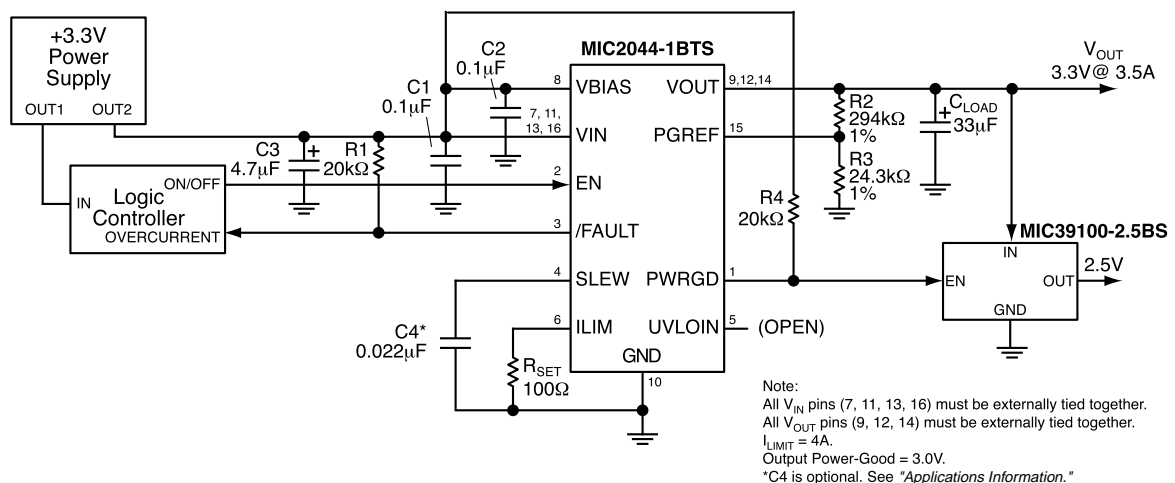 +3.3V
Power
Supply
OUT1
OUT2
Logic
Controller
IN
ON/OFF
OVERCURRENT
C3
4.7µF
+
R1
20kΩ
C1
0.1µF
C2
0.1µF
MIC2044-1BTS
8
VBIAS
7, 11,
13, 16
VIN
2
EN
3
/FAULT
4
SLEW
6
ILIM
VOUT
9,12,14
PGREF
15
PWRGD
1
UVLOIN
5
(OPEN)
GND
10
C4*
0.022µF
RSET
100Ω
R4
20kΩ
R2
294kΩ
1%
R3
24.3kΩ
1%
+
CLOAD
33µF
VOUT
3.3V@ 3.5A
MIC39100-2.5BS
IN
EN
OUT
GND
2.5V
Note:
All VIN pins (7, 11, 13, 16) must be externally tied together.
All VOUT pins (9, 12, 14) must be externally tied together.
ILIMIT = 4A.
Output Power-Good = 3.0V.
*C4 is optional. See "Applications Information."